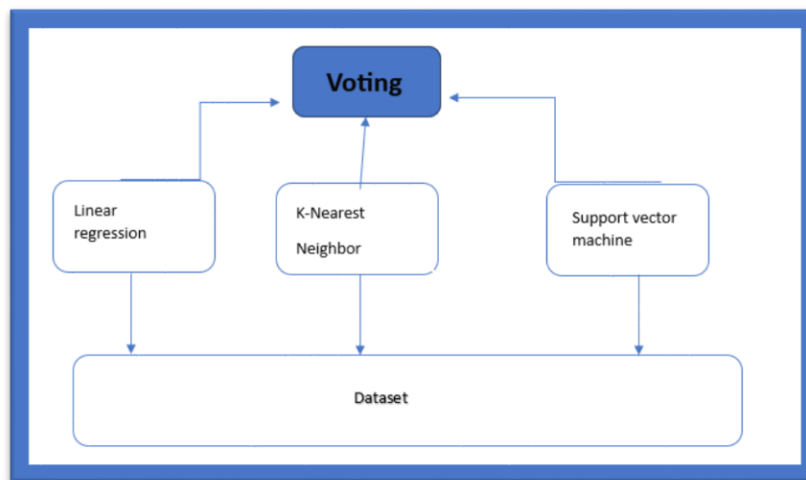 Voting
Linear
regression
K-Nearest
Neighbor
Support vector
machine
Dataset